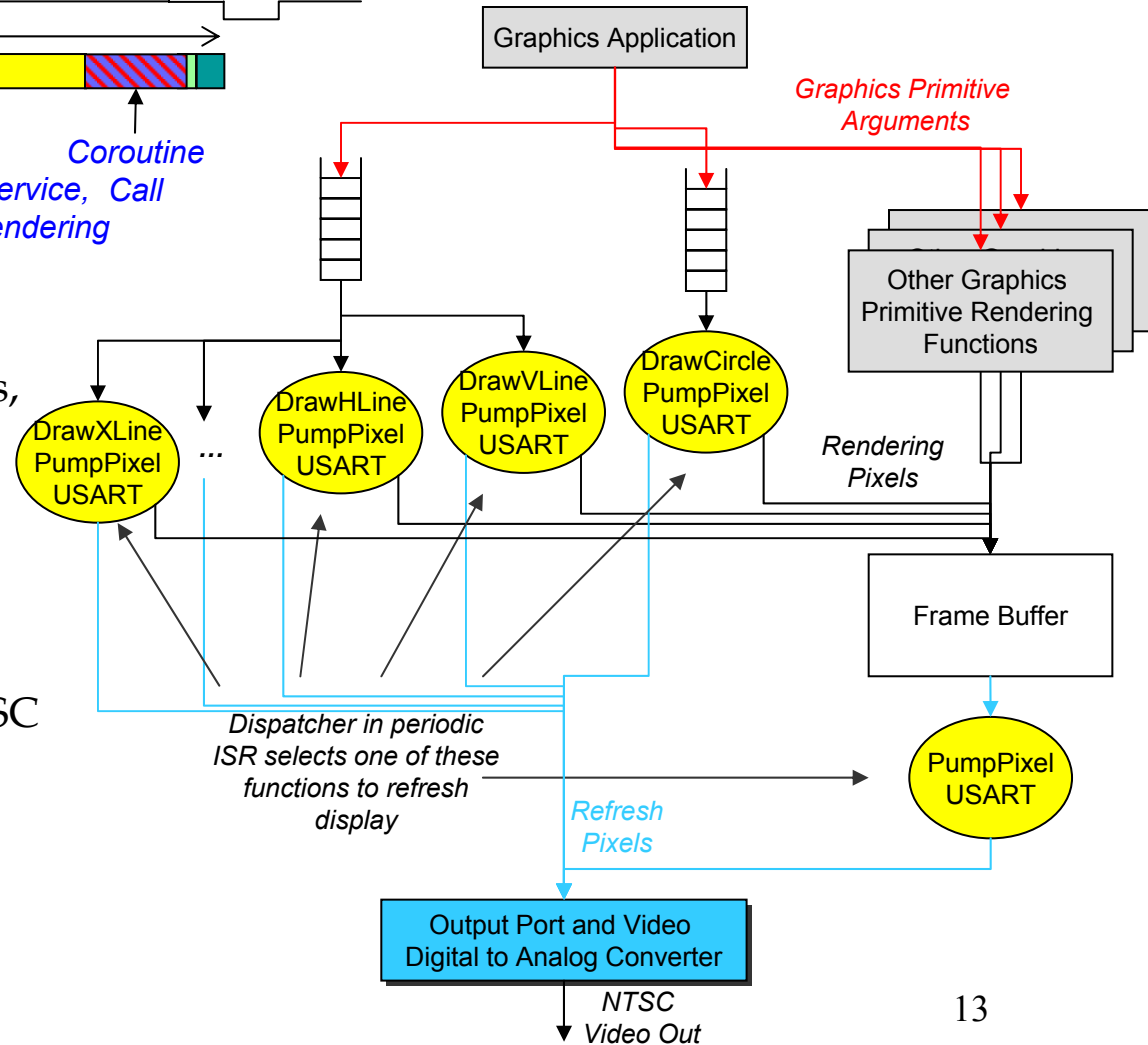 Graphics Application
Graphics Primitive
Arguments
Coroutine
Call
Other Graphics
Primitive Rendering
Functions
DrawXLine
PumpPixel
USART
...
DrawHLine
PumpPixel
USART
DrawVLine
PumpPixel
USART
DrawCircle
PumpPixel
USART
Rendering
Pixels
Frame Buffer
Dispatcher in periodic
ISR selects one of these
functions to refresh
display
PumpPixel
USART
Refresh
Pixels
Output Port and Video
Digital to Analog Converter
NTSC
Video Out
13